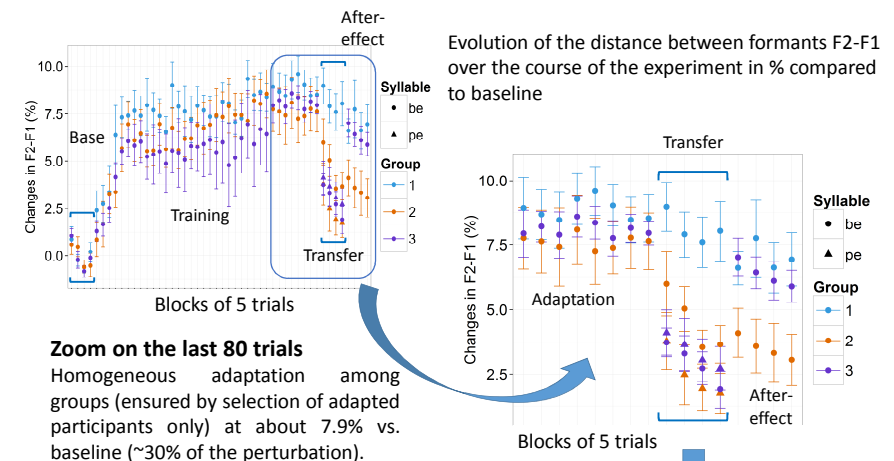 After-
effect
10.0
7.5
5.0
2.5
0.0
Changes in F2-F1 (%)
Base
Training
Transfer
Blocks of 5 trials
Syllable
be
pe
Group
1
2
3
Evolution of the distance between formants F2-F1
over the course of the experiment in % compared
to baseline
Transfer
10.0
7.5
5.0
2.5
Changes in F2-F1 (%)
Adaptation
After-
effect
Blocks of 5 trials
Syllable
be
pe
Group
1
2
3
Zoom on the last 80 trials
Homogeneous adaptation among
groups (ensured by selection of adapted
participants only) at about 7.9% vs.
baseline (~30% of the perturbation).